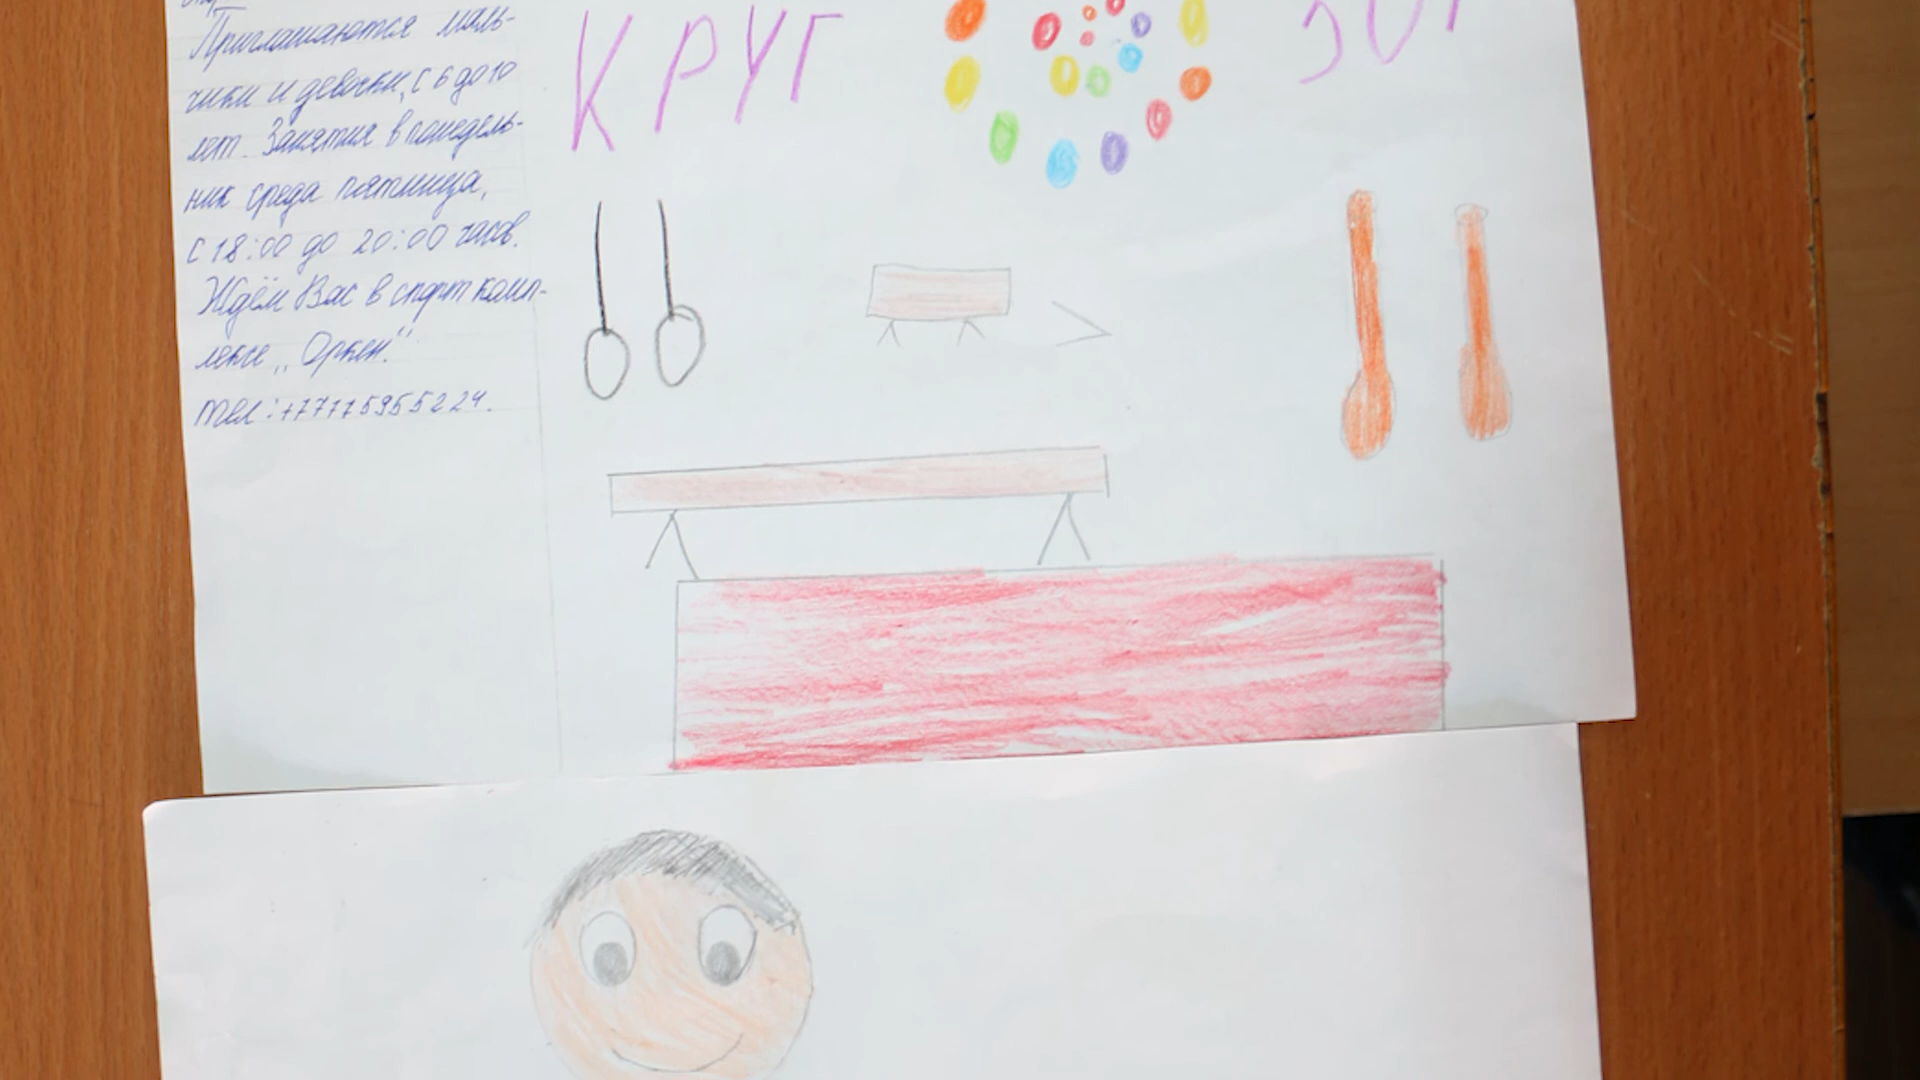 Приглашаются маль-
чики и девочки, с 6 до 10
лет. Занятия в понедель-
ник среда пятница,
с 18:00 до 20:00 часов.
Ждём Вас в спорт комп-
лексе „Оркен."
тел: +77175955224.
КРУГ